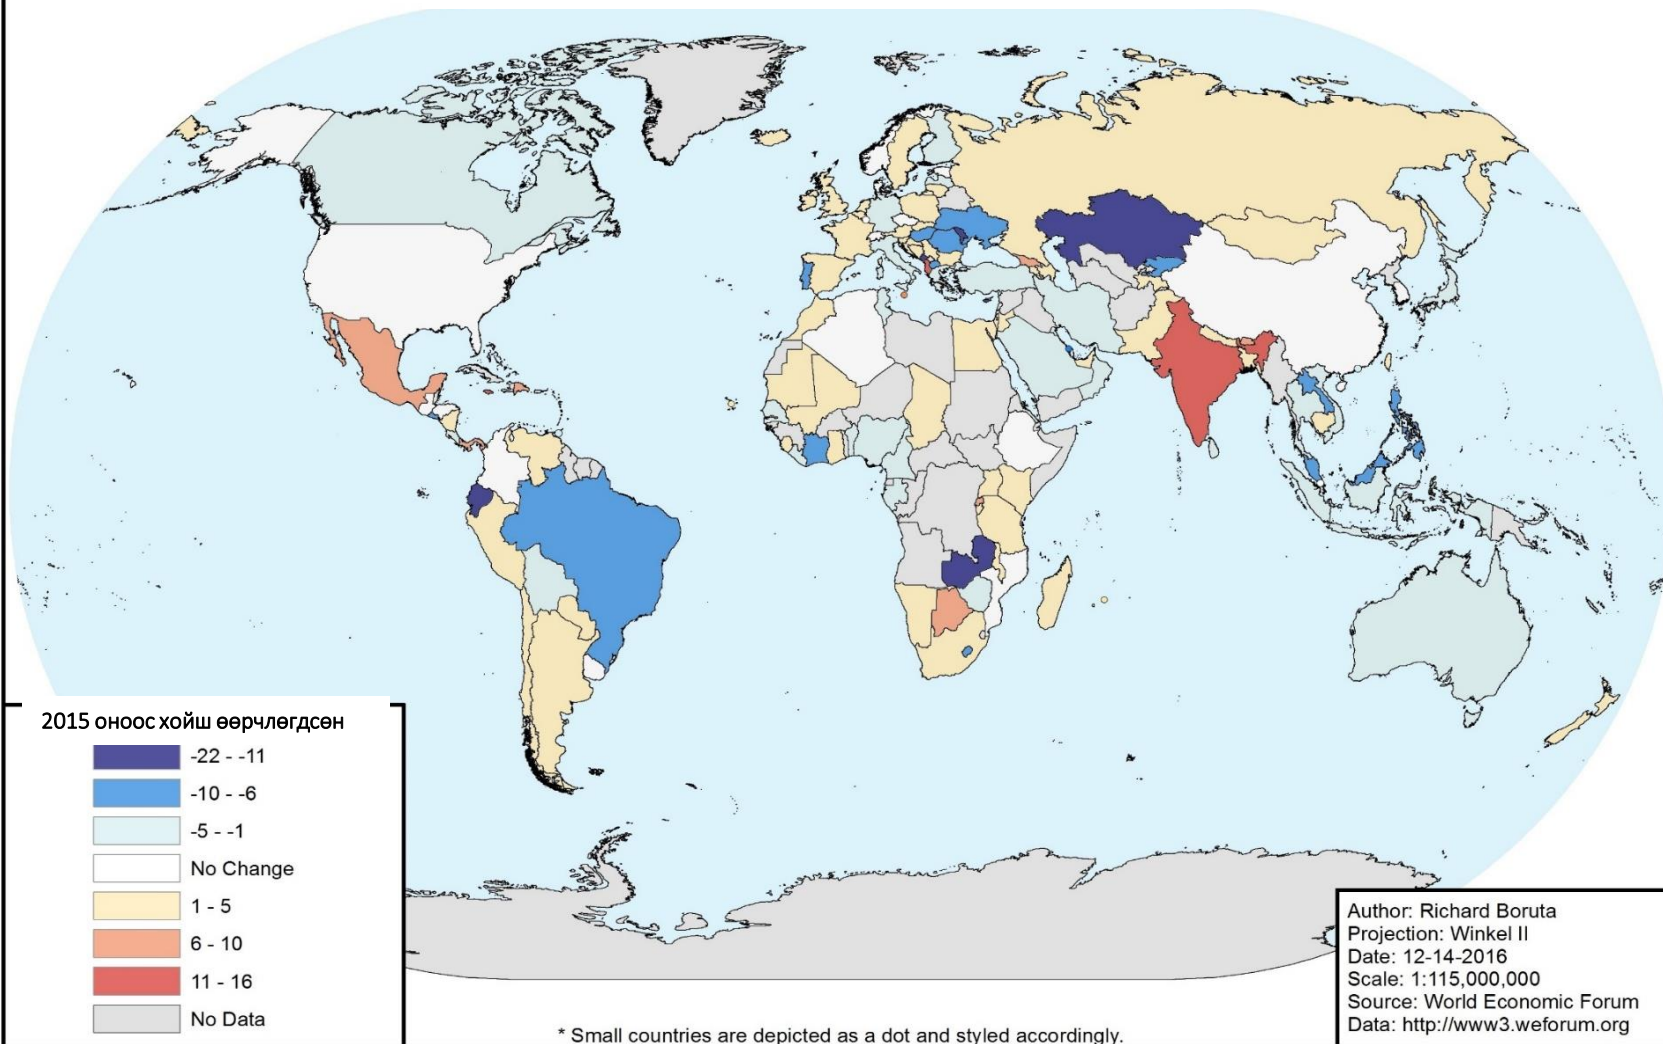 2015 оноос хойш өөрчлөгдсөн
-22 - -11
-10 - -6
-5 - -1
No Change
1 - 5
6 - 10
11 - 16
No Data
* Small countries are depicted as a dot and styled accordingly.
Author: Richard Boruta
Projection: Winkel II
Date: 12-14-2016
Scale: 1:115,000,000
Source: World Economic Forum
Data: http://www3.weforum.org